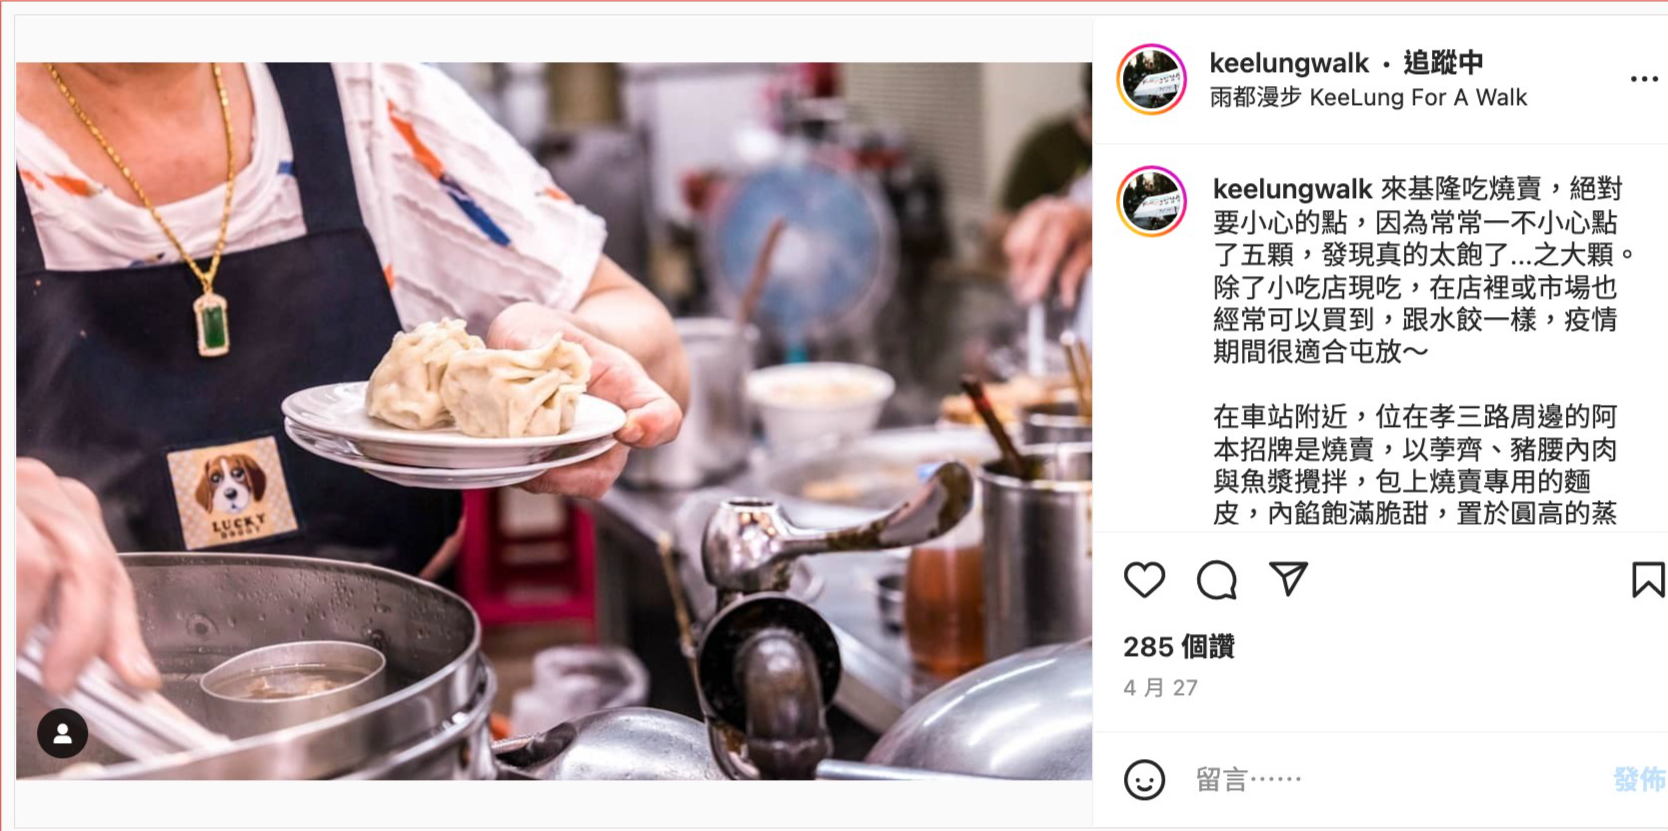 keelungwalk • 追蹤中
雨都漫步 KeeLung For A Walk
keelungwalk 來基隆吃燒賣，絕對
要小心的點，因為常常一不小心點
了五顆，發現真的太飽了...之大顆。
除了小吃店現吃，在店裡或市場也
經常可以買到，跟水餃一樣，疫情
期間很適合屯放～
在車站附近，位在孝三路周邊的阿
本招牌是燒賣，以荸齊、豬腰內肉
與魚漿攪拌，包上燒賣專用的麵
皮，內餡飽滿脆甜，置於圓高的蒸
LUCKY
DOGGY
285 個讚
4 月 27
留言……
發佈